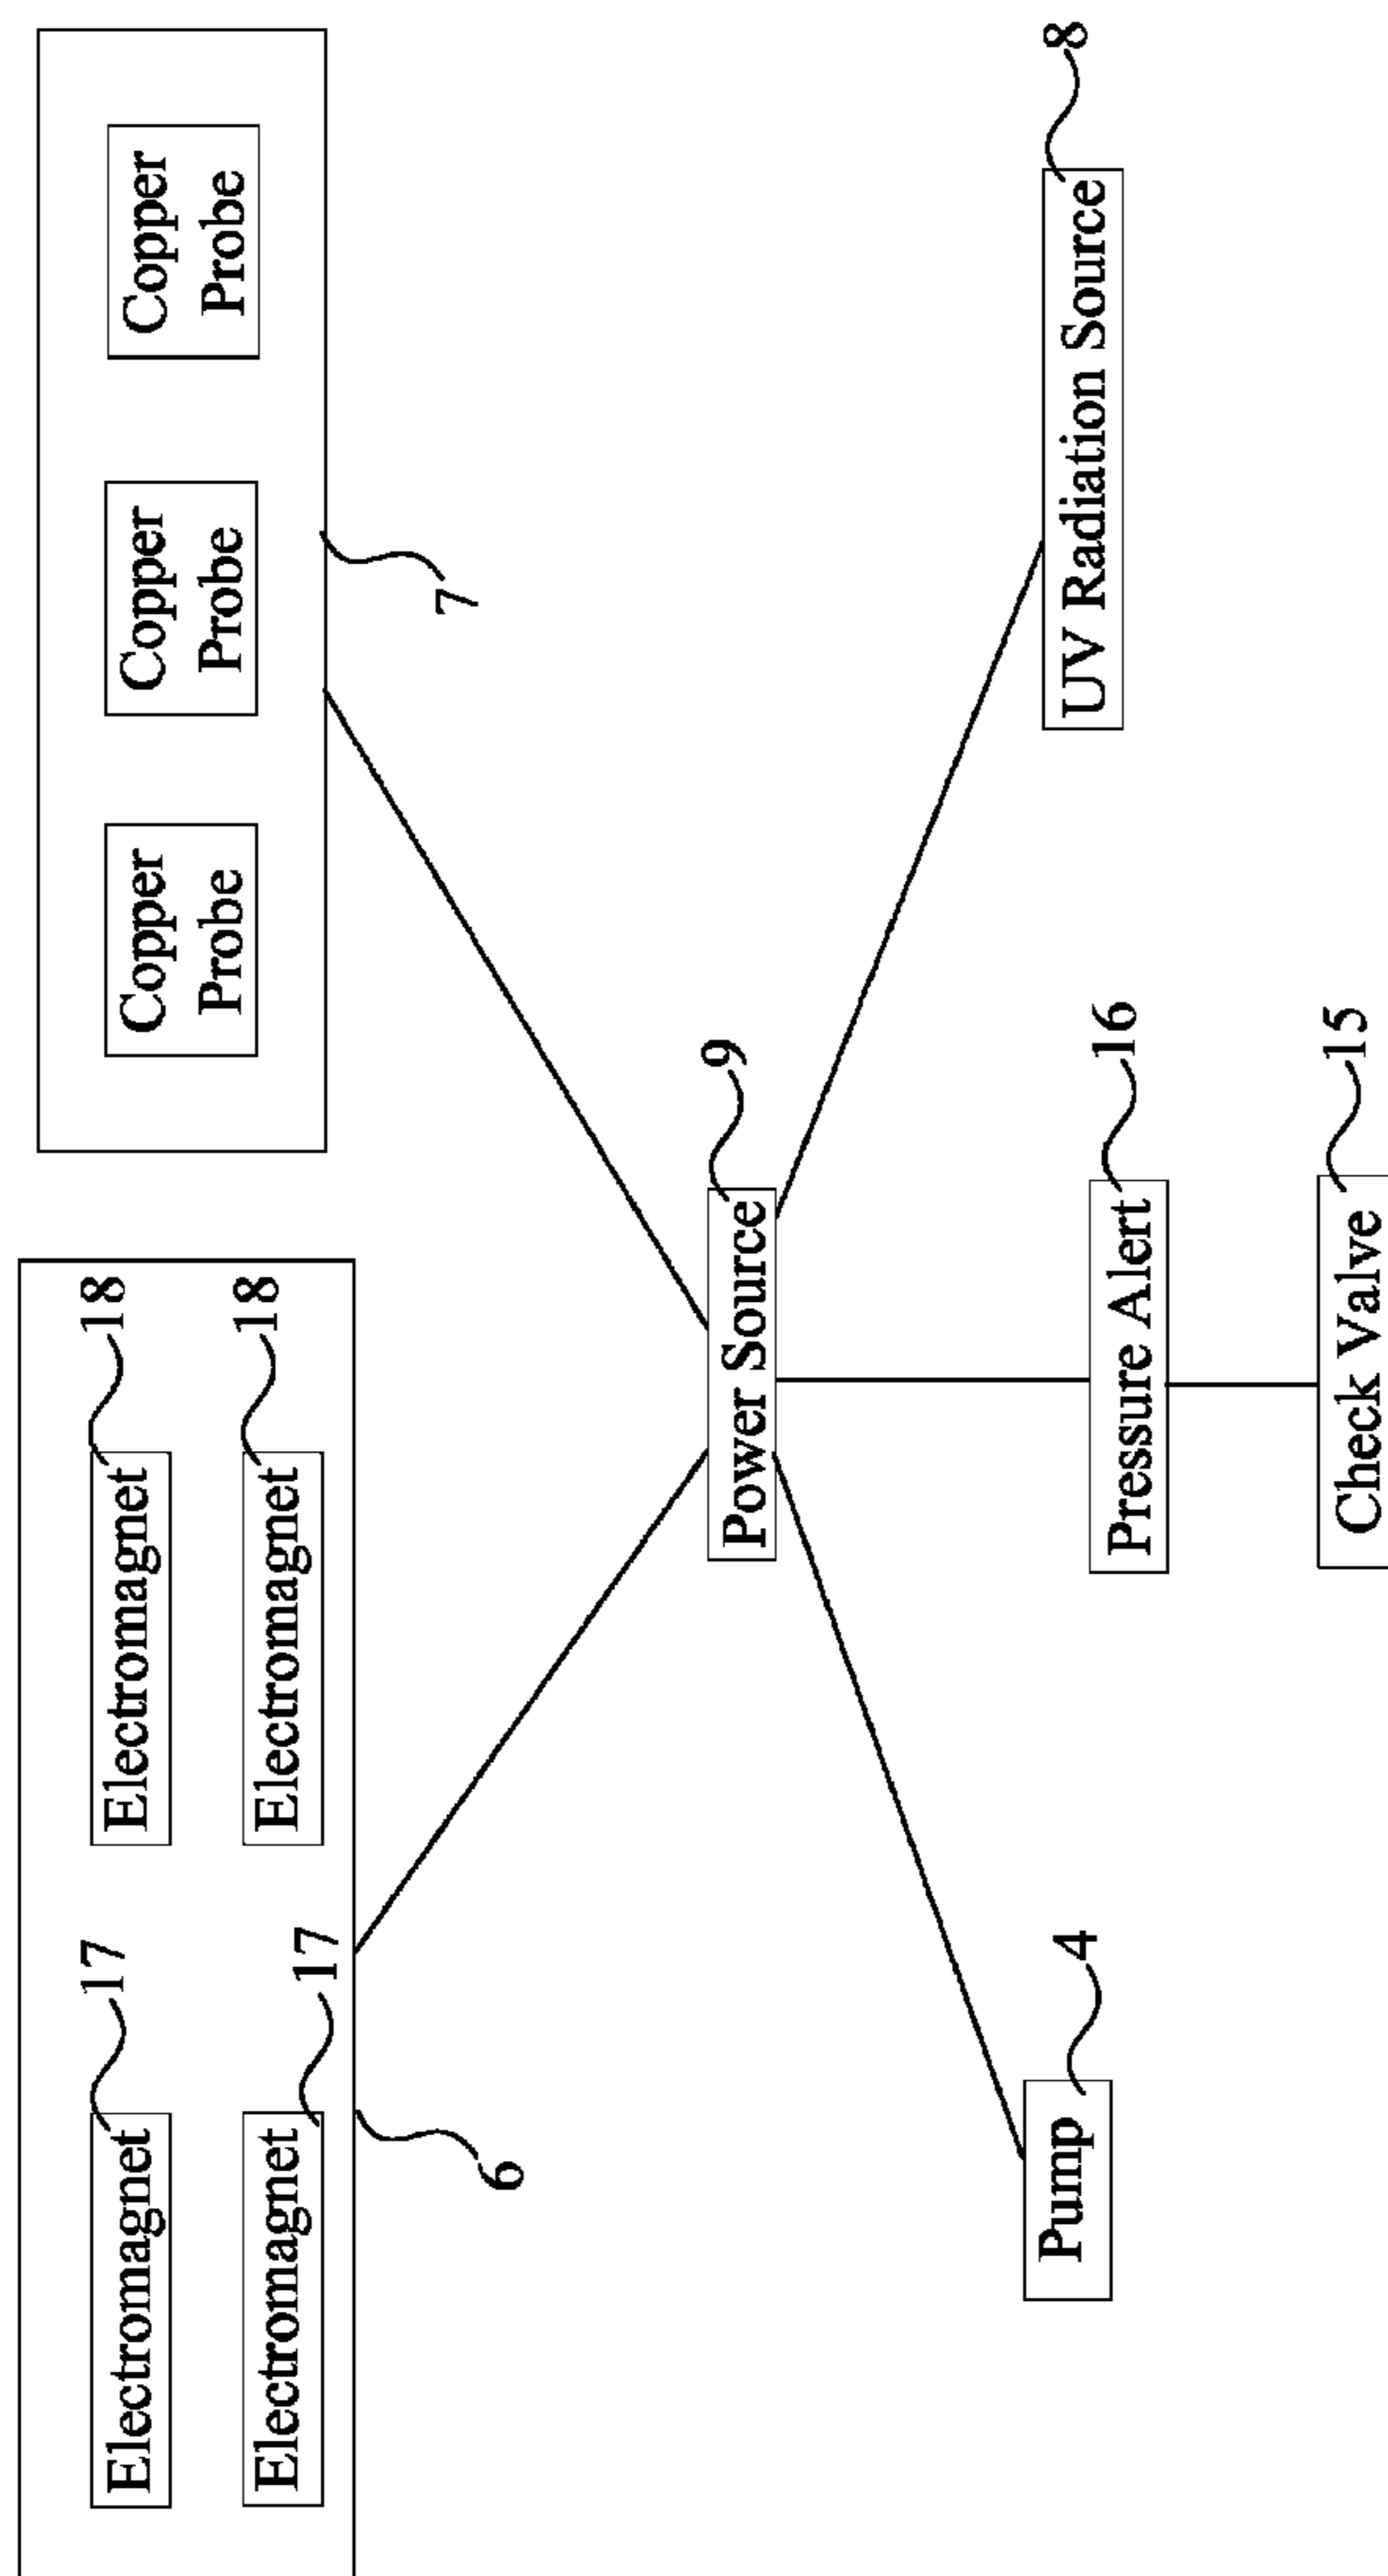 17
Electromagnet
18
Electromagnet
17
Electromagnet
18
Electromagnet
6
Copper
Probe
Copper
Probe
Copper
Probe
7
Power Source
9
Pump
4
Pressure Alert
16
UV Radiation Source
8
Check Valve
15